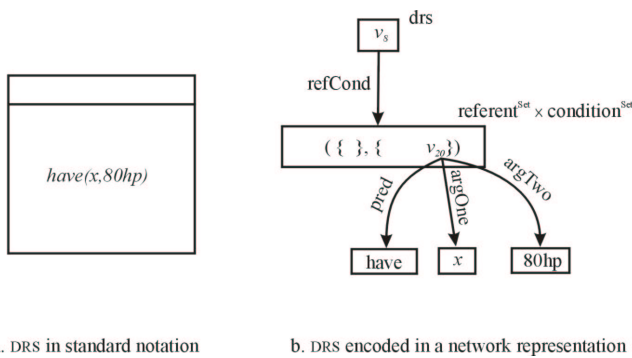 drs
v₈
refCond
referentˢᵉᵗ × conditionˢᵉᵗ
({ }, { v₂₀})
have(x,80hp)
pred
argOne
argTwo
have
x
80hp
. DRS in standard notation
b. DRS encoded in a network representation